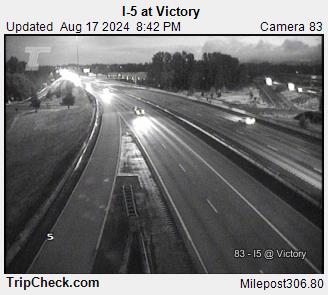 I-5 at Victory
Updated Aug 17 2024 8:42 PM Camera 83
T
S
83 - I5 @ Victory
TripCheck.com Milepost306.80